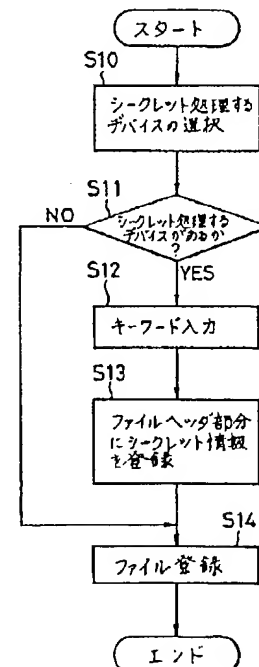 スタート
S10
シークレット処理する
デバイスの選択
S11
シークレット処理する
デバイスがあるか
?
NO
YES
S12
キーワード入力
S13
ファイルヘッダ部分
にシークレット情報
を登録
S14
ファイル登録
エンド